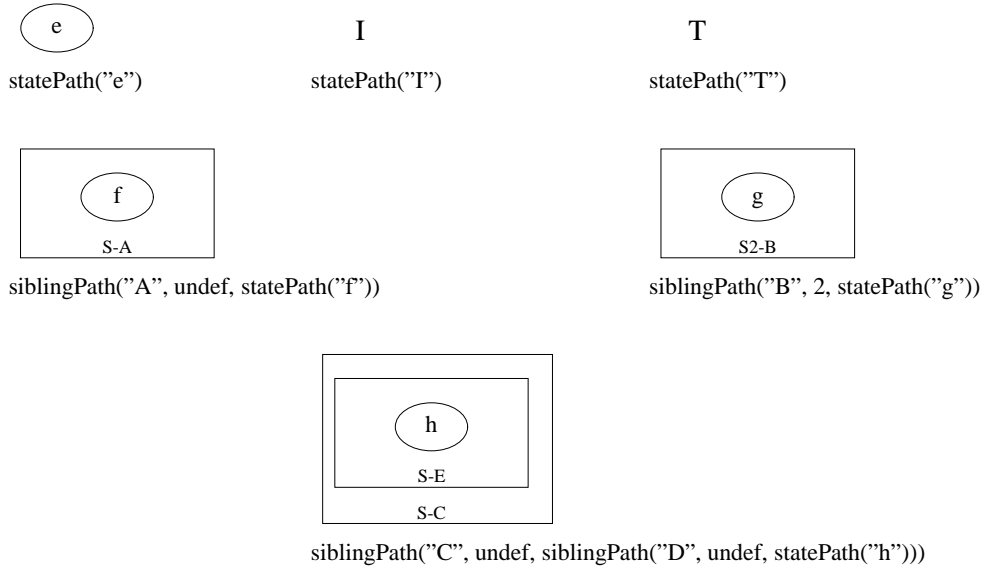 e
I
T
statePath(”e”)
statePath(”I”)
statePath(”T”)
f
S-A
g
S2-B
siblingPath(”A”, undef, statePath(”f”))
siblingPath(”B”, 2, statePath(”g”))
h
S-E
S-C
siblingPath(”C”, undef, siblingPath(”D”, undef, statePath(”h”)))